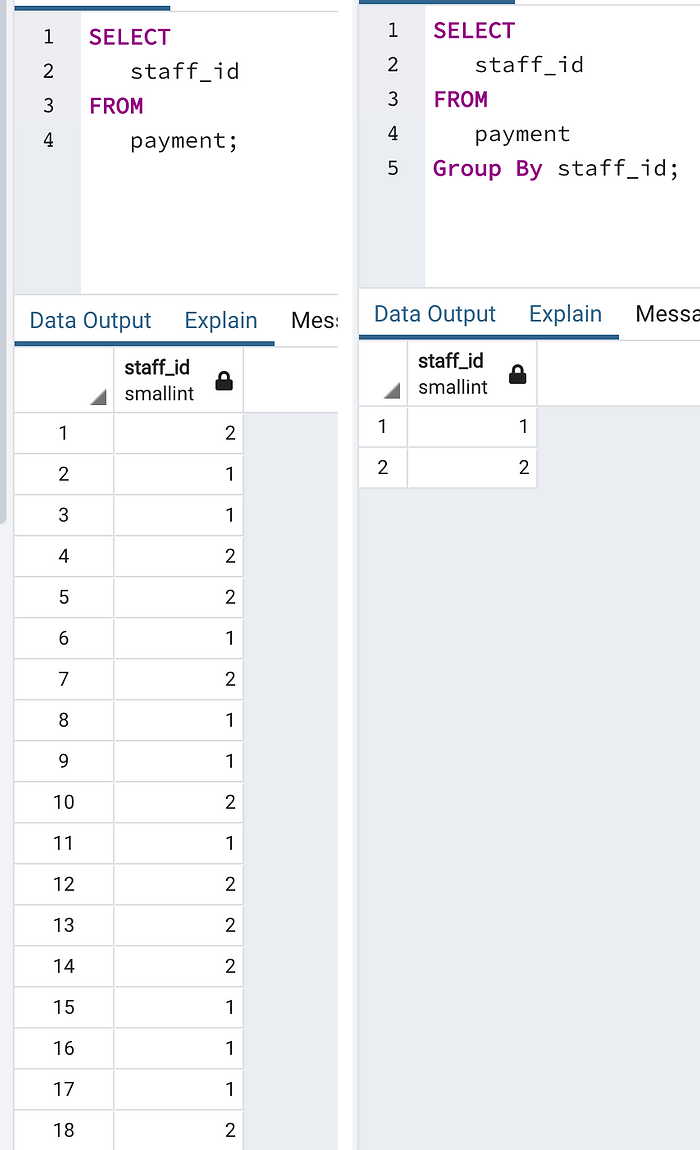 1 SELECT
2 staff_id
3 FROM
4 payment;
Data Output Explain Mess
staff_id
smallint
1 2
2 1
3 1
4 2
5 2
6 1
7 2
8 1
9 1
10 2
11 1
12 2
13 2
14 2
15 1
16 1
17 1
18 2
1 SELECT
2 staff_id
3 FROM
4 payment
5 Group By staff_id;
Data Output Explain Messa
staff_id
smallint
1 1
2 2